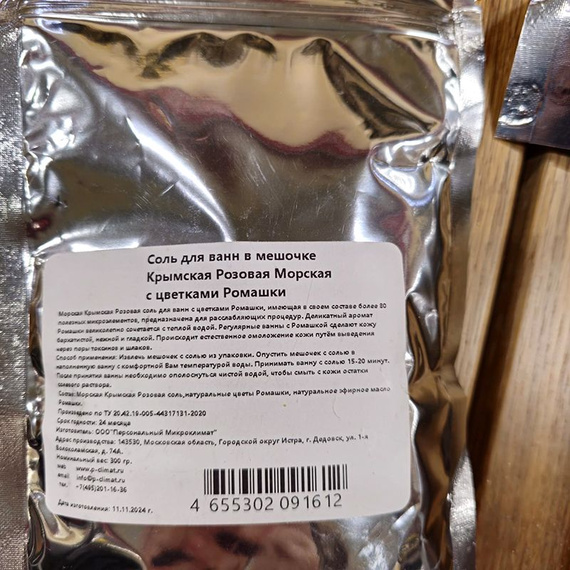 Соль для ванн в мешочке
Крымская Розовая Морская
с цветками Ромашки
Морская Крымская Розовая соль для ванн с цветками Ромашки, имеющая в своем составе более 80
полезных микроэлементов, предназначена для расслабляющих процедур. Деликатный аромат
Ромашки великолепно сочетается с теплой водой. Регулярные ванны с Ромашкой сделают кожу
бархатистой, нежной и гладкой. Происходит естественное омоложение кожи путём выведения
через поры токсинов и шлаков.
Способ применения: Извлечь мешочек с солью из упаковки. Опустить мешочек с солью в
наполненную ванну с комфортной Вам температурой воды. Принимать ванну с солью 15-20 минут.
После принятия ванны необходимо ополоснуться чистой водой, чтобы смыть с кожи остатки
солевого раствора.
Состав: Морская Крымская Розовая соль, натуральные цветы Ромашки, натуральное эфирное масло
Ромашки.
Произведено по ТУ 20.42.19-005-44317131-2020
Срок годности: 24 месяца
Изготовитель: ООО"Персональный Микроклимат"
Адрес производства: 143530, Московская область, Городской округ Истра, г. Дедовск, ул. 1-я
Волоколамская, д. 74А.
Номинальный вес: 300 гр.
web: www.p-climat.ru
email: info@p-climat.ru
тел.: +7(495)201-16-36
Дата изготовления: 11.11.2024 г.
4 655302 091612